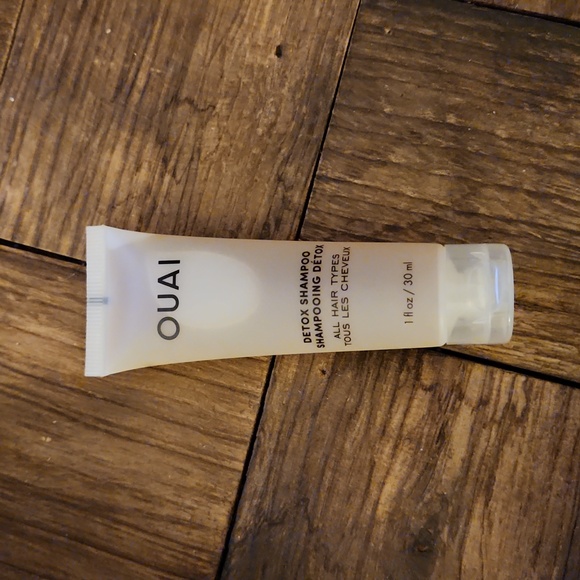 OUAI
DETOX SHAMPOO
SHAMPOOING DÉTOX
ALL HAIR TYPES
TOUS LES CHEVEUX
1 fl oz / 30 ml